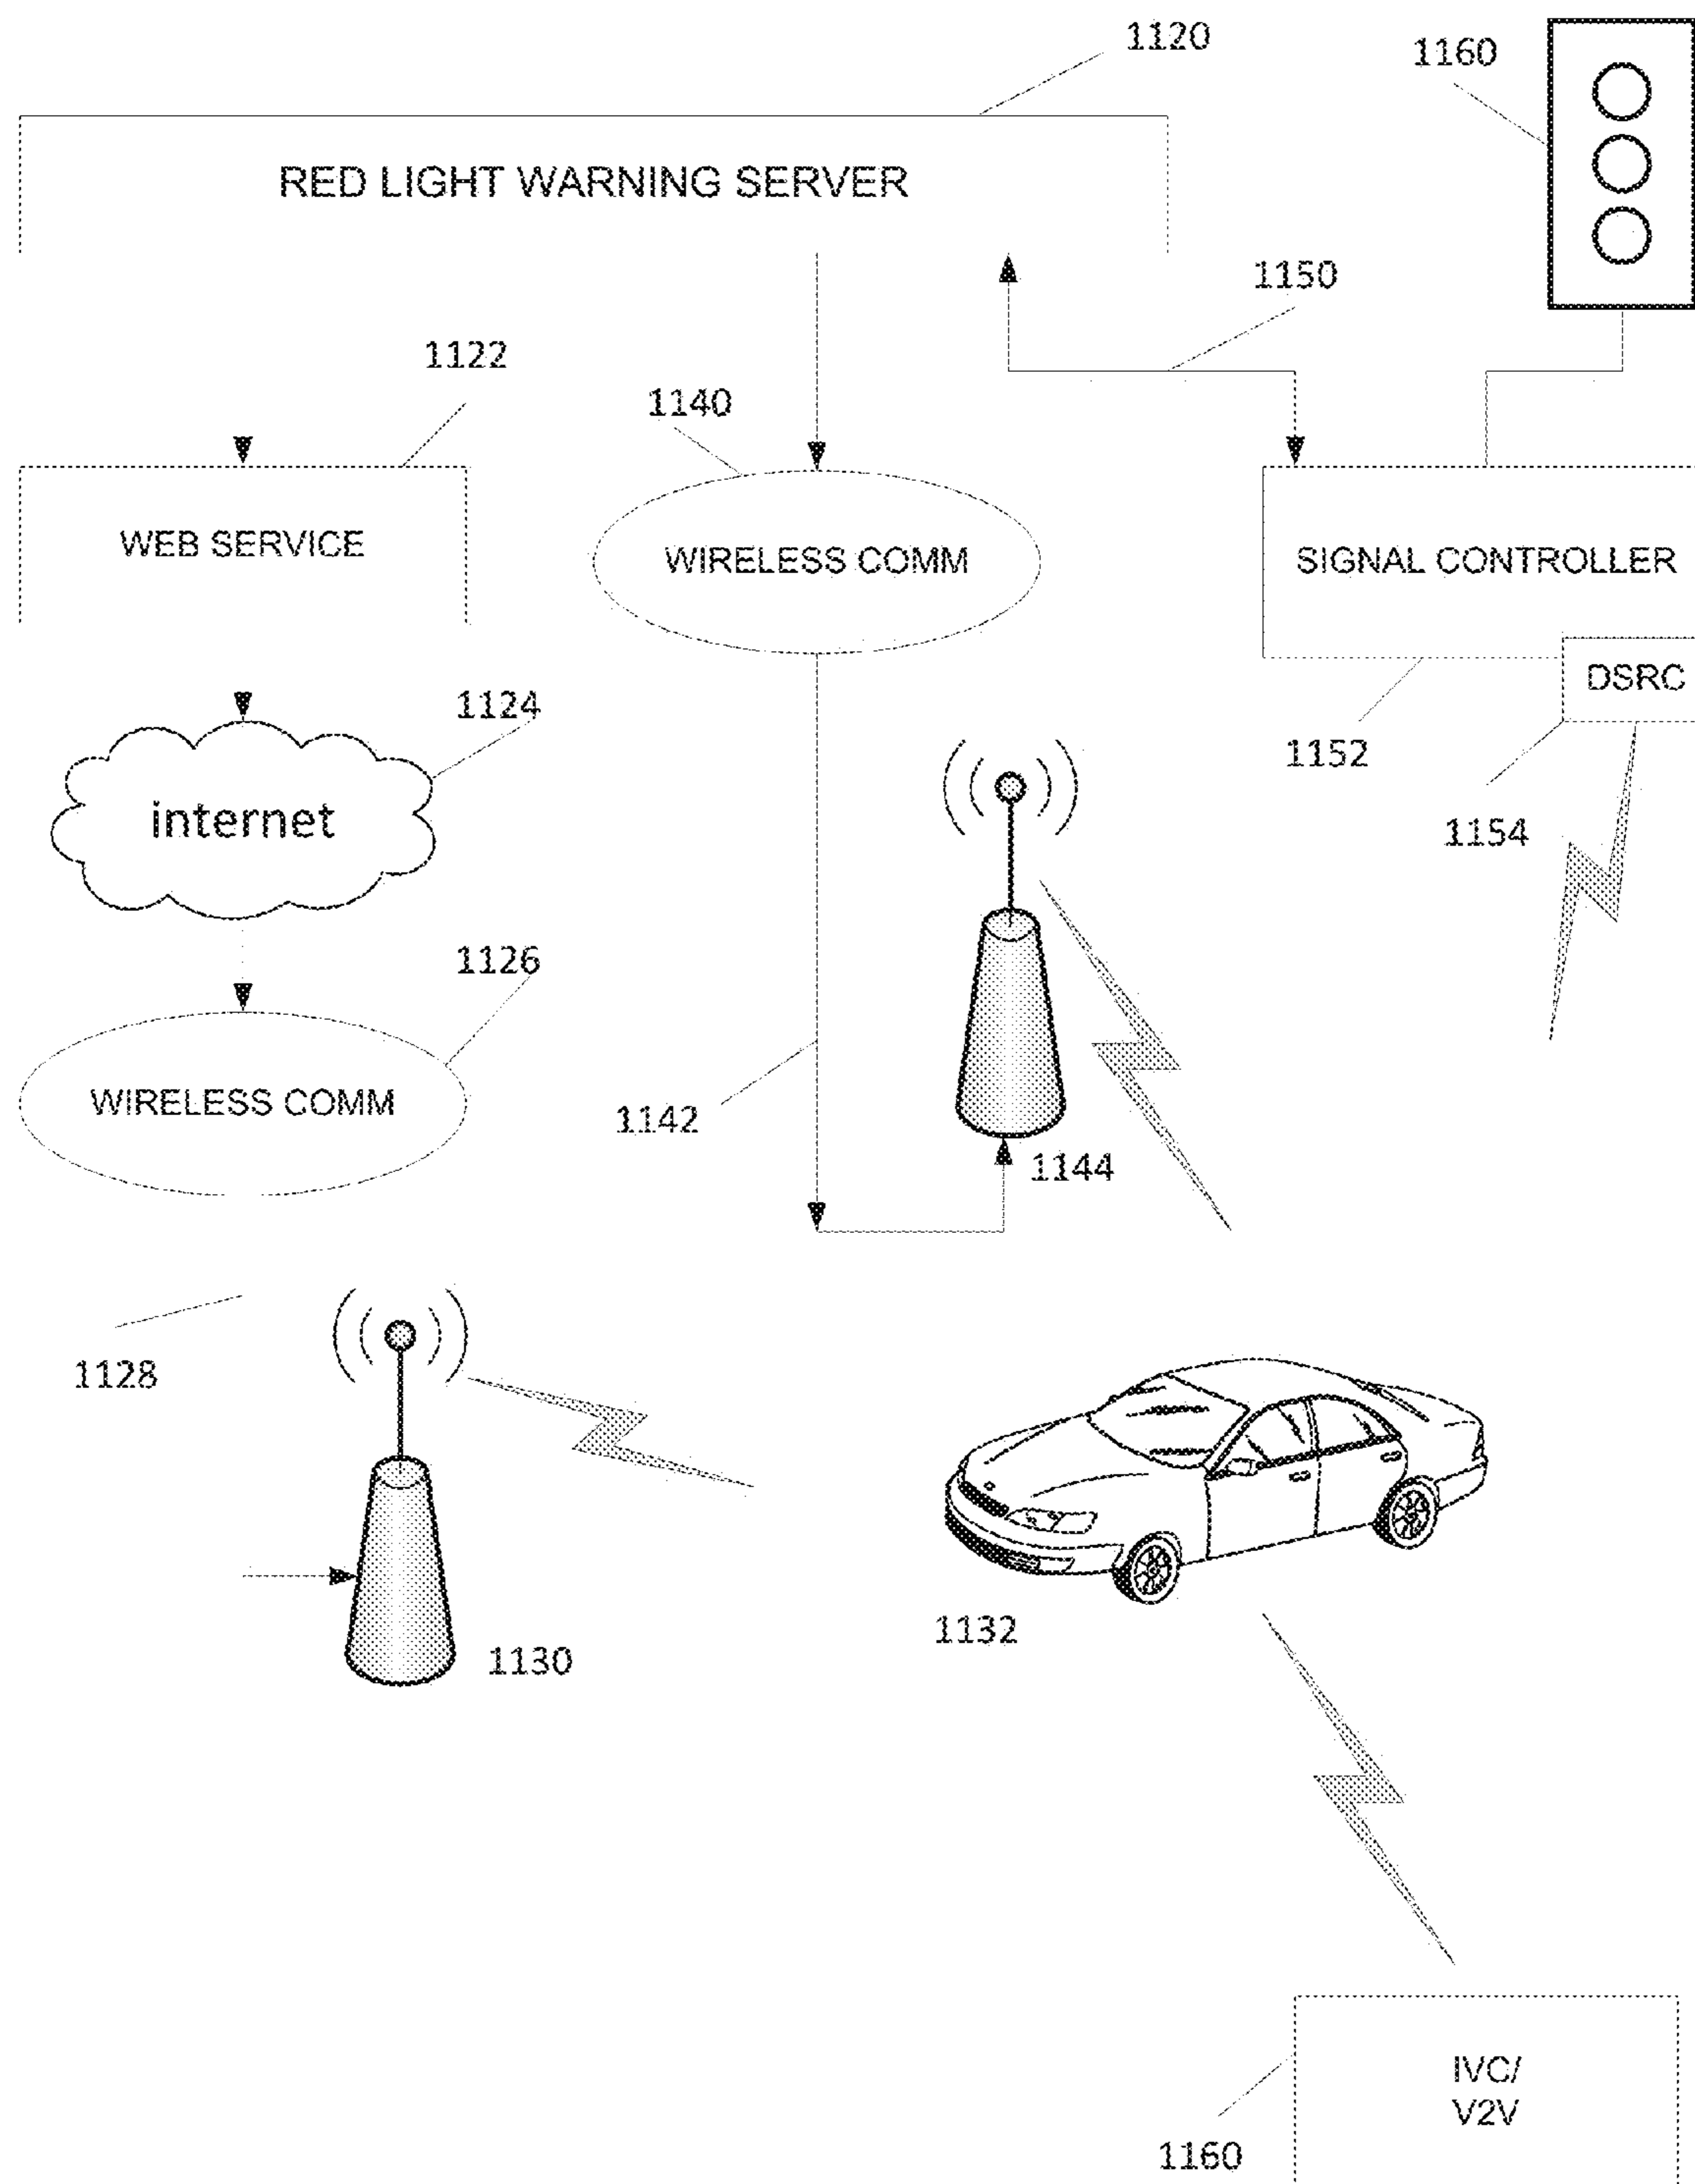 1120
1160
RED LIGHT WARNING SERVER
1150
1122
1140
WEB SERVICE
WIRELESS COMM
SIGNAL CONTROLLER
DSRC
1124
1152
internet
1154
1126
WIRELESS COMM
1142
1144
1128
1132
1130
IVC/
V2V
1160